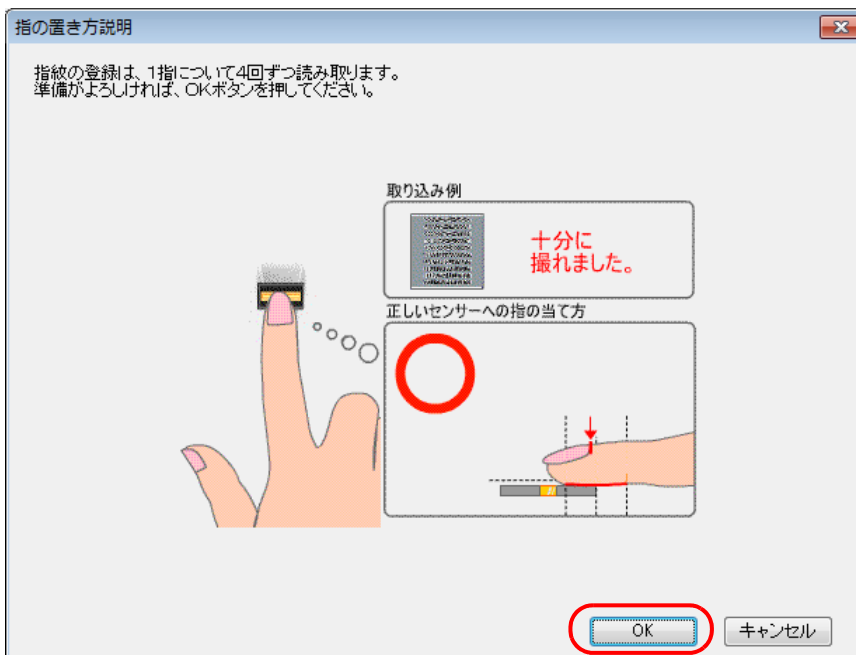 指の置き方説明
指紋の登録は、1指について4回ずつ読み取ります。
準備がよろしければ、OKボタンを押してください。
取り込み例
十分に
撮れました。
正しいセンサーへの指の当て方
OK
キャンセル